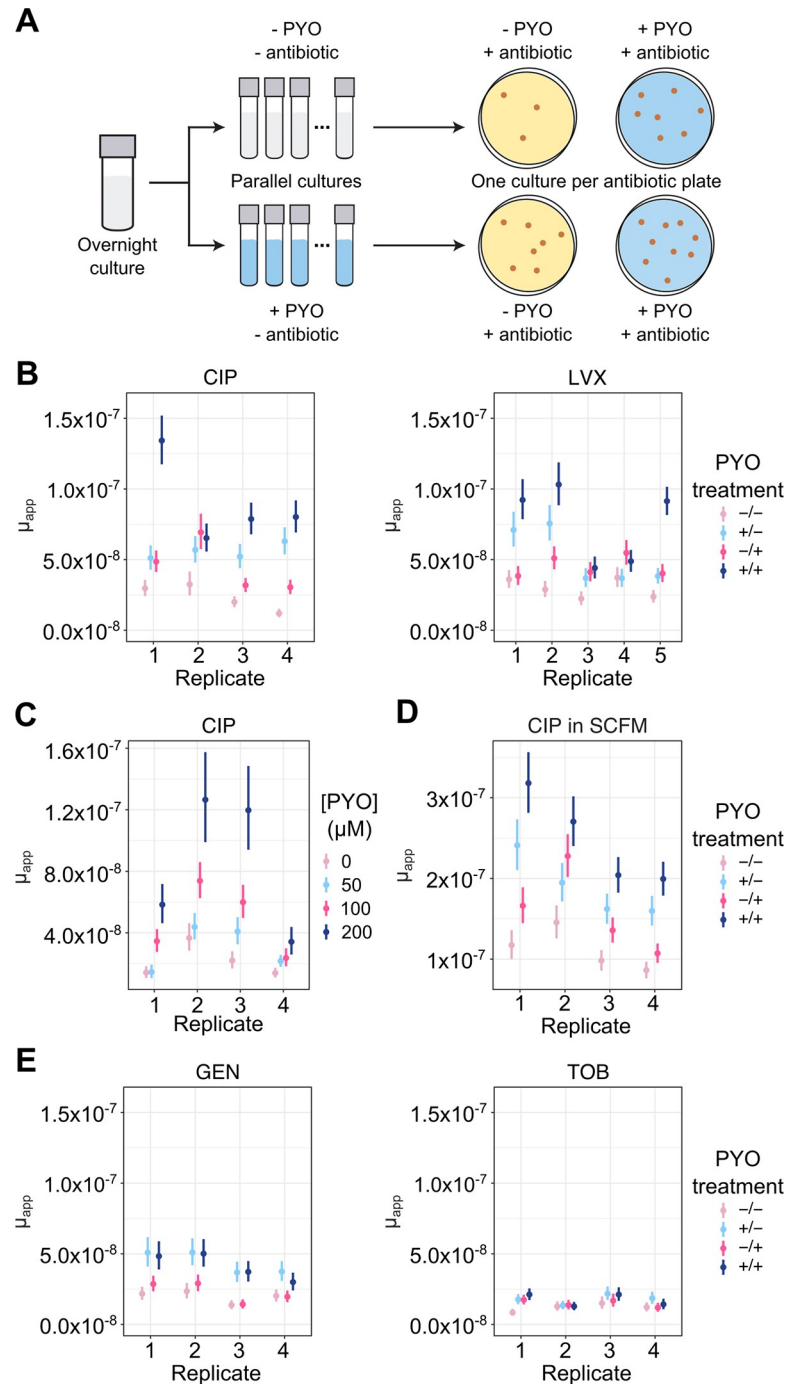 A
- PYO
- antibiotic
- PYO
+ antibiotic
+ PYO
+ antibiotic
...
Parallel cultures
One culture per antibiotic plate
Overnight
culture
...
+ PYO
- antibiotic
- PYO
+ antibiotic
+ PYO
+ antibiotic
B
CIP
1.5x10⁻⁷
1.0x10⁻⁷
5.0x10⁻⁸
0.0x10⁻⁸
μapp
1 2 3 4
Replicate
LVX
1.5x10⁻⁷
1.0x10⁻⁷
5.0x10⁻⁸
0.0x10⁻⁸
μapp
1 2 3 4 5
Replicate
PYO
treatment
−/−
+/−
−/+
+/+
C
CIP
1.6x10⁻⁷
1.2x10⁻⁷
8.0x10⁻⁸
4.0x10⁻⁸
μapp
1 2 3 4
Replicate
[PYO]
(μM)
0
50
100
200
D
CIP in SCFM
3x10⁻⁷
2x10⁻⁷
1x10⁻⁷
μapp
1 2 3 4
Replicate
PYO
treatment
−/−
+/−
−/+
+/+
E
GEN
1.5x10⁻⁷
1.0x10⁻⁷
5.0x10⁻⁸
0.0x10⁻⁸
μapp
1 2 3 4
Replicate
TOB
1.5x10⁻⁷
1.0x10⁻⁷
5.0x10⁻⁸
0.0x10⁻⁸
μapp
1 2 3 4
Replicate
PYO
treatment
−/−
+/−
−/+
+/+